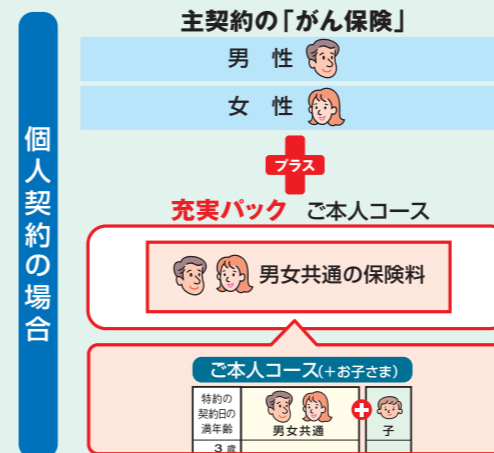 個人契約の場合
主契約の「がん保険」
男 性
女 性
プラス
充実パック ご本人コース
男女共通の保険料
ご本人コース(+お子さま)
特約の
契約日の
満年齢
男女共通
子
3 歳